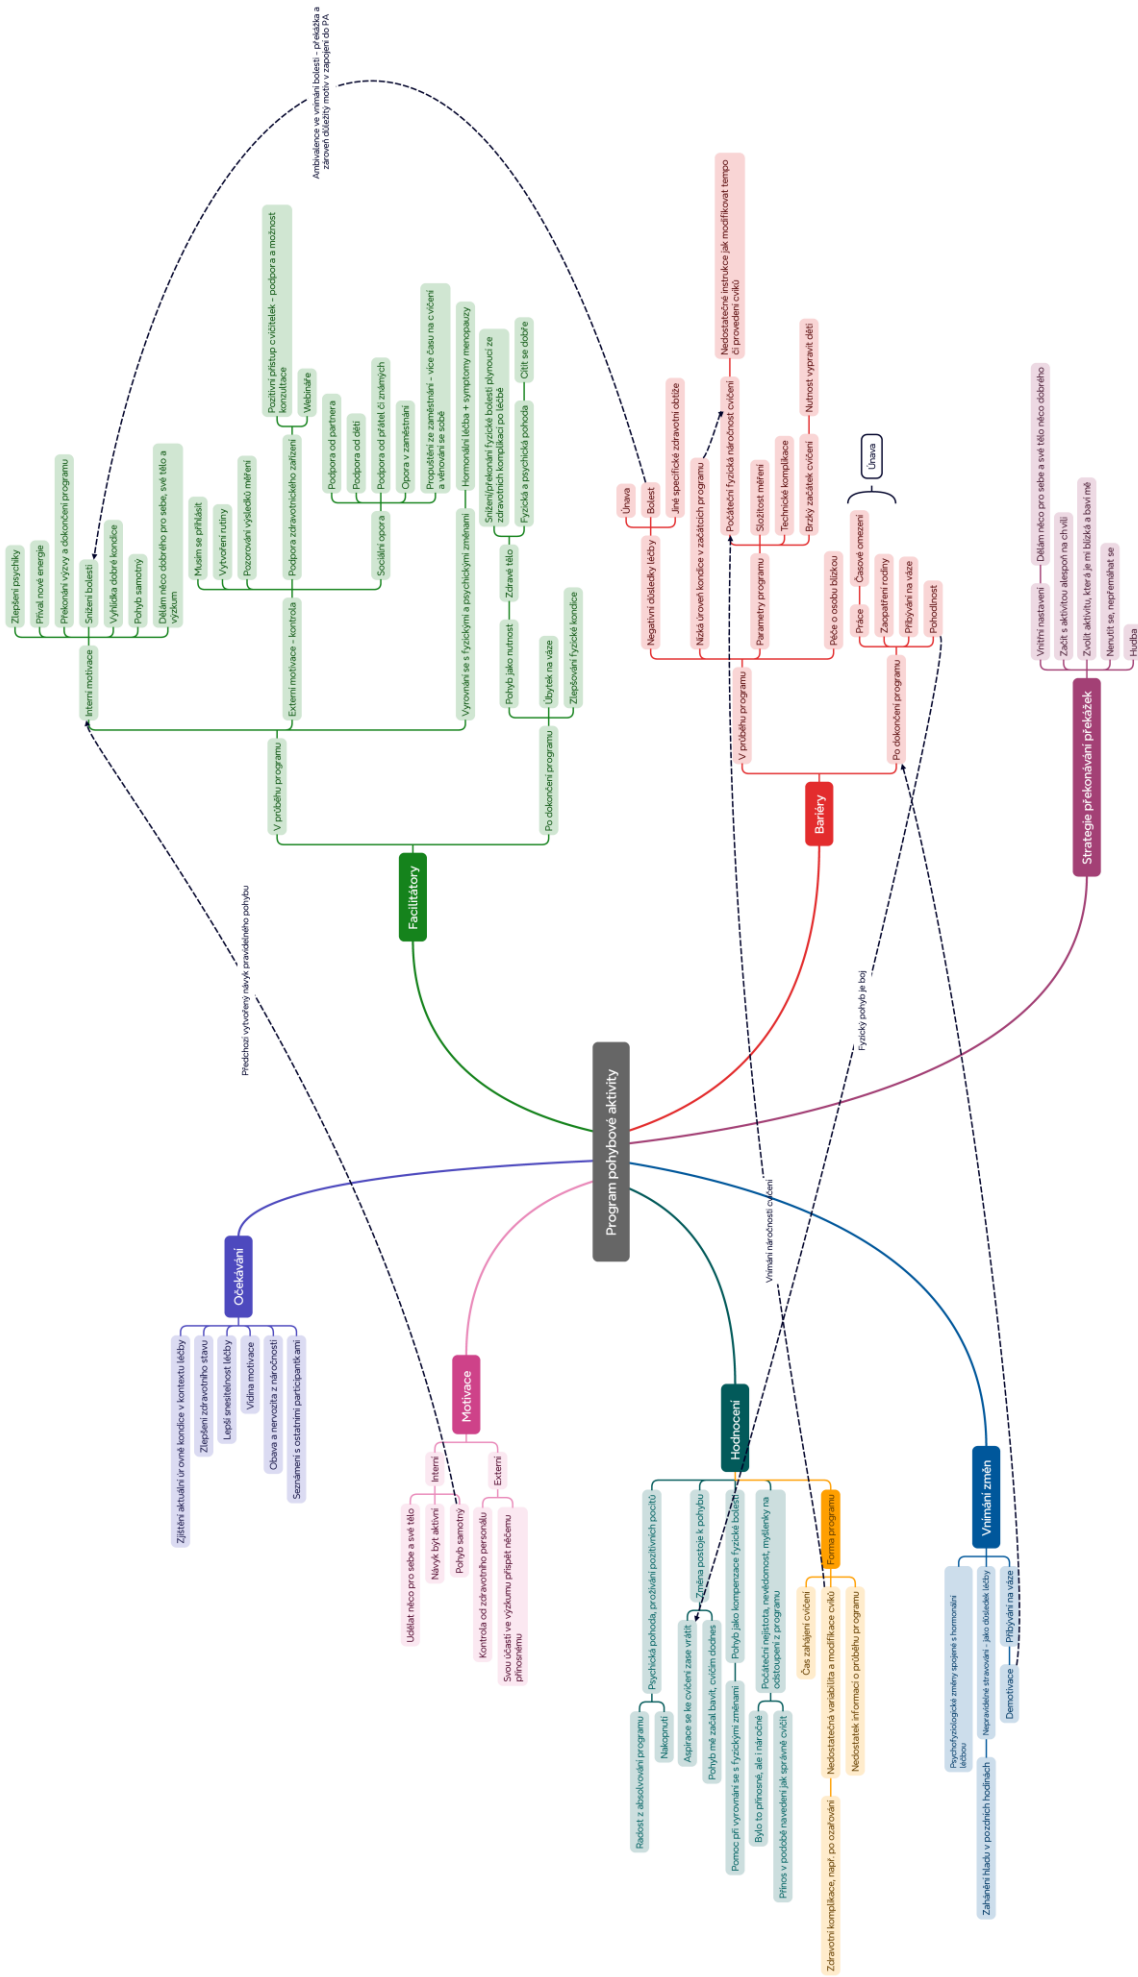 Program pohybové aktivity
Očekávání
Zjištění aktuální úrovně kondice v kontextu léčby
Zlepšení zdravotního stavu
Lepší snesitelnost léčby
Vidina motivace
Obava a nervozita z náročnosti
Seznámení s ostatními participantkami
Motivace
Interní
Udělat něco pro sebe a své tělo
Návyk být aktivní
Pohyb samotný
Externí
Kontrola od zdravotního personálu
Svou účastí ve výzkumu přispět něčemu
přínosnému
Hodnocení
Psychická pohoda, prožívání pozitivních pocitů
Radost z absolvování programu
Nakopnutí
Změna postoje k pohybu
Aspirace se ke cvičení zase vrátit
Pohyb mě začal bavit, cvičím dodnes
Pohyb jako kompenzace fyzické bolesti
Pomoc při vyrovnání se s fyzickými změnami
Počáteční nejistota, nevědomost, myšlenky na
odstoupení z programu
Bylo to přínosné, ale i náročné
Přínos v podobě navedení jak správně cvičit
Forma programu
Čas zahájení cvičení
Nedostatečná variabilita a modifikace cviků
Zdravotní komplikace, např. po ozařování
Nedostatek informací o průběhu programu
Vnímání změn
Psychofyziologické změny spojené s hormonální
léčbou
Nepravidelné stravování - jako důsledek léčby
Zahánění hladu v pozdních hodinách
Přibývání na váze
Demotivace
Facilitátory
V průběhu programu
Interní motivace
Zlepšení psychiky
Příval nové energie
Překonání výzvy a dokončení programu
Snížení bolesti
Vyhlídka dobré kondice
Pohyb samotný
Dělám něco dobrého pro sebe, své tělo a
výzkum
Externí motivace - kontrola
Musím se přihlásit
Vytvoření rutiny
Pozorování výsledků měření
Podpora zdravotnického zařízení
Pozitivní přístup cvičitelek - podpora a možnost
konzultace
Webináře
Sociální opora
Podpora od partnera
Podpora od dětí
Podpora od přátel či známých
Opora v zaměstnání
Propuštění ze zaměstnání - více času na cvičení
a věnování se sobě
Vyrovnání se s fyzickými a psychickými změnami
Hormonální léčba + symptomy menopauzy
Po dokončení programu
Pohyb jako nutnost
Zdravé tělo
Snížení/překonání fyzické bolesti plynoucí ze
zdravotních komplikací po léčbě
Fyzická a psychická pohoda
Cítit se dobře
Úbytek na váze
Zlepšování fyzické kondice
Bariéry
V průběhu programu
Negativní důsledky léčby
Únava
Bolest
Jiné specifické zdravotní obtíže
Nízká úroveň kondice v začátcích programu
Parametry programu
Počáteční fyzická náročnost cvičení
Nedostatečné instrukce jak modifikovat tempo
či provedení cviků
Složitost měření
Technické komplikace
Brzký začátek cvičení
Nutnost vypravit děti
Péče o osobu blízkou
Po dokončení programu
Práce
Časové omezení
Zaopatření rodiny
Přibývání na váze
Pohodlnost
Únava
Strategie překonávání překážek
Vnitřní nastavení
Dělám něco pro sebe a své tělo něco dobrého
Začít s aktivitou alespoň na chvíli
Zvolit aktivitu, která je mi blízká a baví mě
Nenutit se, nepřemáhat se
Hudba
Předchozí vytvořený návyk pravidelného pohybu
Ambivalence ve vnímání bolesti - překážka a
zároveň důležitý motiv v zapojení do PA
Vnímání náročnosti cvičení
Fyzický pohyb je boj